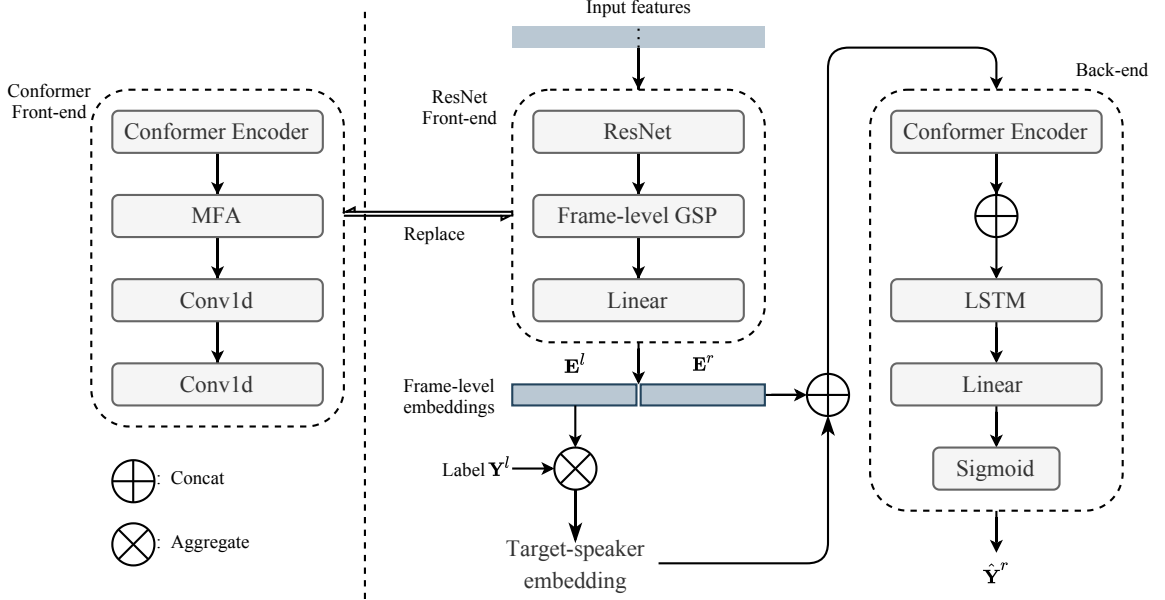 Input features
Conformer
Front-end
Conformer Encoder
MFA
Conv1d
Conv1d
: Concat
: Aggregate
Replace
ResNet
Front-end
ResNet
Frame-level GSP
Linear
E^l
E^r
Frame-level
embeddings
Label Y^l
Target-speaker
embedding
Back-end
Conformer Encoder
LSTM
Linear
Sigmoid
Ŷ^r